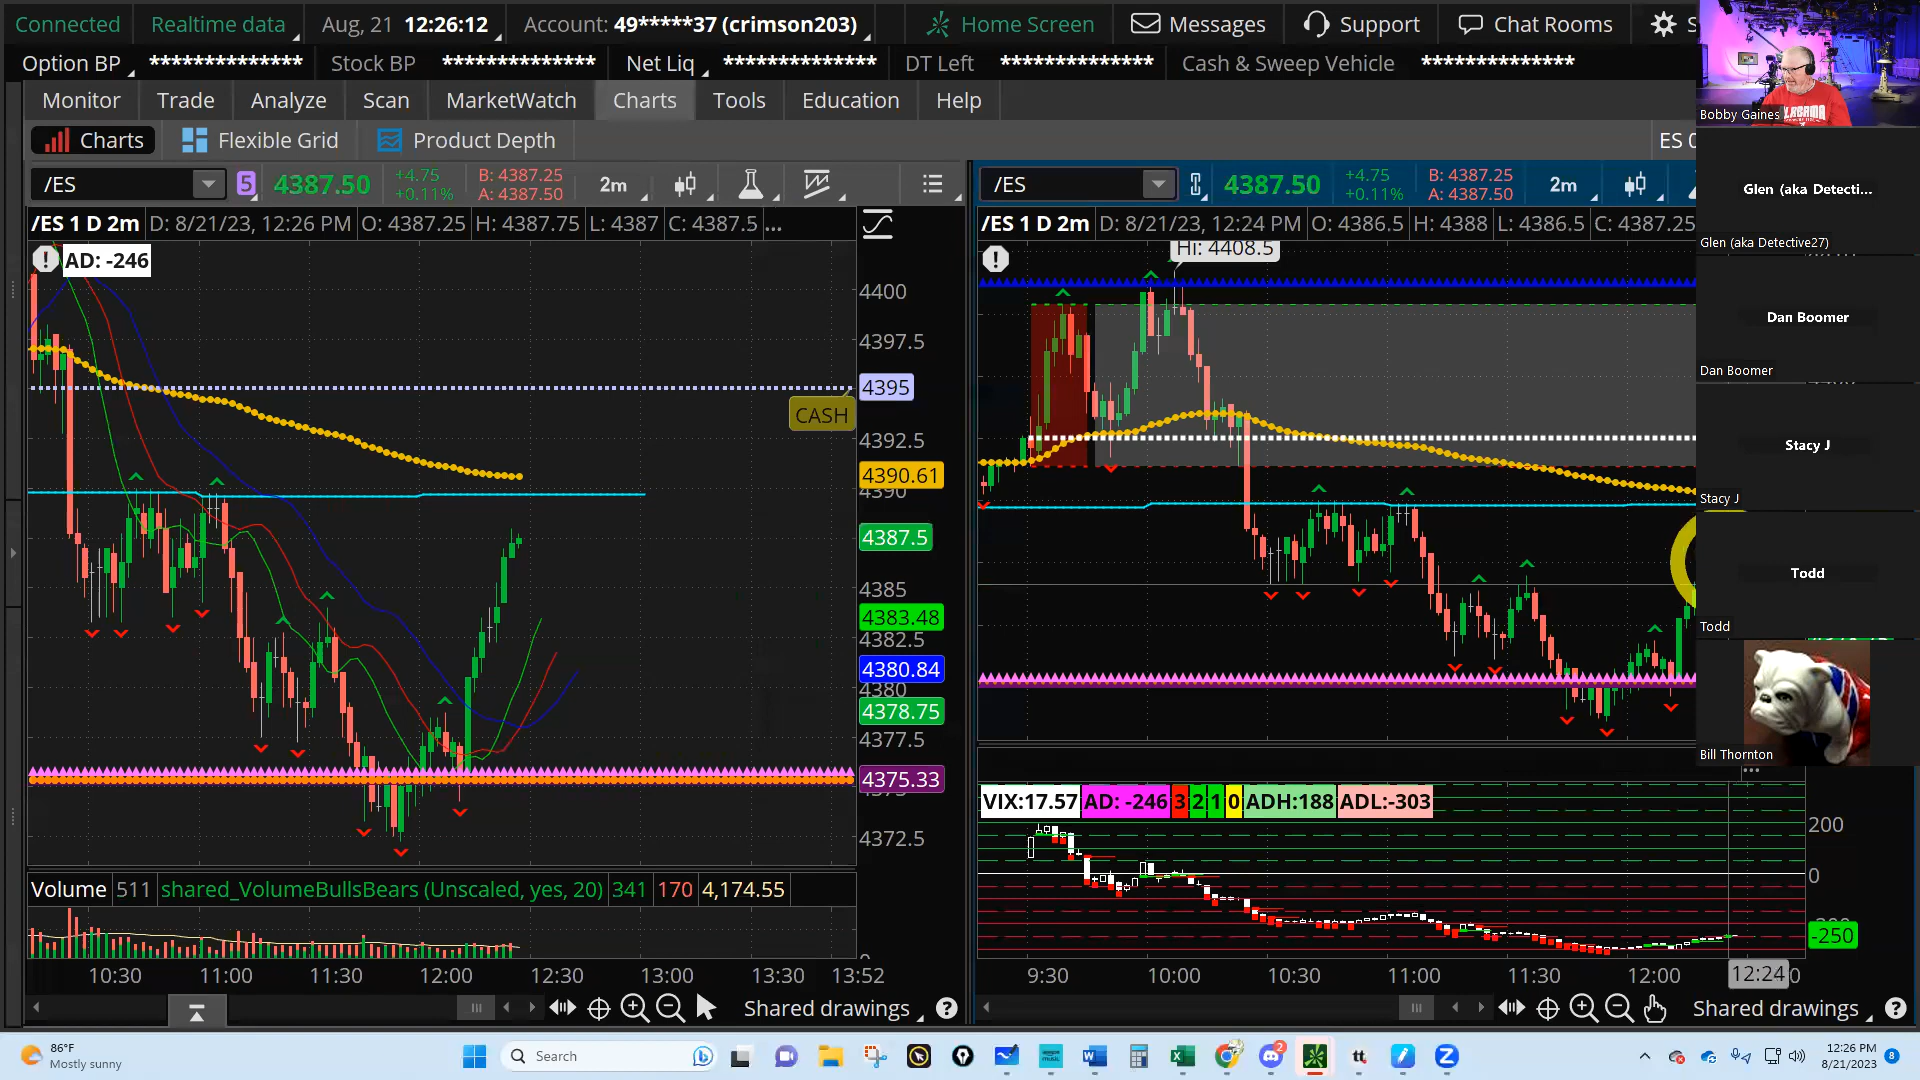 Connected Realtime data Aug, 21 12:26:12 Account: 49*****37 (crimson203) Home Screen Messages Support Chat Rooms S
Option BP ************** Stock BP ************** Net Liq ************** DT Left ************** Cash & Sweep Vehicle **************
Monitor Trade Analyze Scan MarketWatch Charts Tools Education Help
Charts Flexible Grid Product Depth ES 0
/ES 5 4387.50 +4.75 +0.11% B: 4387.25 A: 4387.50 2m
/ES 4387.50 +4.75 +0.11% B: 4387.25 A: 4387.50 2m
/ES 1 D 2m D: 8/21/23, 12:26 PM O: 4387.25 H: 4387.75 L: 4387 C: 4387.5 ...
/ES 1 D 2m D: 8/21/23, 12:24 PM O: 4386.5 H: 4388 L: 4386.5 C: 4387.25
AD: -246
Hi: 4408.5
4400
4397.5
4395
CASH
4392.5
4390.61
4390
4387.5
4385
4383.48
4382.5
4380.84
4380
4378.75
4377.5
4375.33
4372.5
VIX:17.57 AD: -246 3 2 1 0 ADH:188 ADL:-303
200
0
-250
Volume 511 shared_VolumeBullsBears (Unscaled, yes, 20) 341 170 4,174.55
0
10:30 11:00 11:30 12:00 12:30 13:00 13:30 13:52
9:30 10:00 10:30 11:00 11:30 12:00 12:24 0
Shared drawings ?
Shared drawings ?
Bobby Gaines
ALABAMA
Glen (aka Detecti...
Glen (aka Detective27)
Dan Boomer
Dan Boomer
Stacy J
Stacy J
Todd
Todd
Bill Thornton
86°F
Mostly sunny
Search
2
tt
12:26 PM
8/21/2023
8